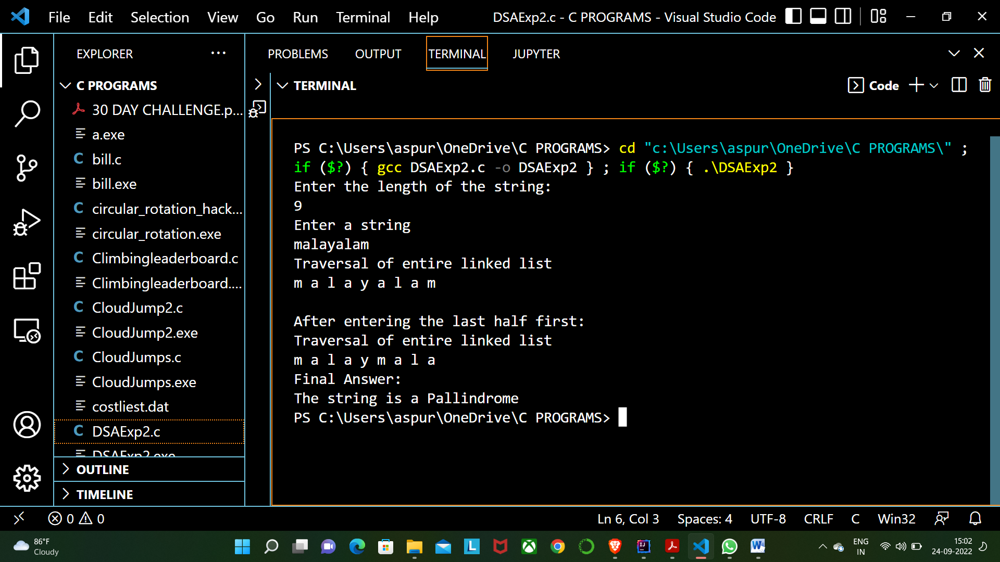 File Edit Selection View Go Run Terminal Help DSAExp2.c - C PROGRAMS - Visual Studio Code
EXPLORER ...
C PROGRAMS
30 DAY CHALLENGE.p...
a.exe
C bill.c
bill.exe
C circular_rotation_hack...
circular_rotation.exe
C Climbingleaderboard.c
Climbingleaderboard....
C CloudJump2.c
CloudJump2.exe
C CloudJumps.c
CloudJumps.exe
costliest.dat
C DSAExp2.c
DSAExp2.exe
OUTLINE
TIMELINE
PROBLEMS OUTPUT TERMINAL JUPYTER
TERMINAL Code
PS C:\Users\aspur\OneDrive\C PROGRAMS> cd "c:\Users\aspur\OneDrive\C PROGRAMS\" ;
if ($?) { gcc DSAExp2.c -o DSAExp2 } ; if ($?) { .\DSAExp2 }
Enter the length of the string:
9
Enter a string
malayalam
Traversal of entire linked list
m a l a y a l a m
After entering the last half first:
Traversal of entire linked list
m a l a y m a l a
Final Answer:
The string is a Pallindrome
PS C:\Users\aspur\OneDrive\C PROGRAMS>
0 0 Ln 6, Col 3 Spaces: 4 UTF-8 CRLF C Win32
86°F
Cloudy
ENG
IN
15:02
24-09-2022